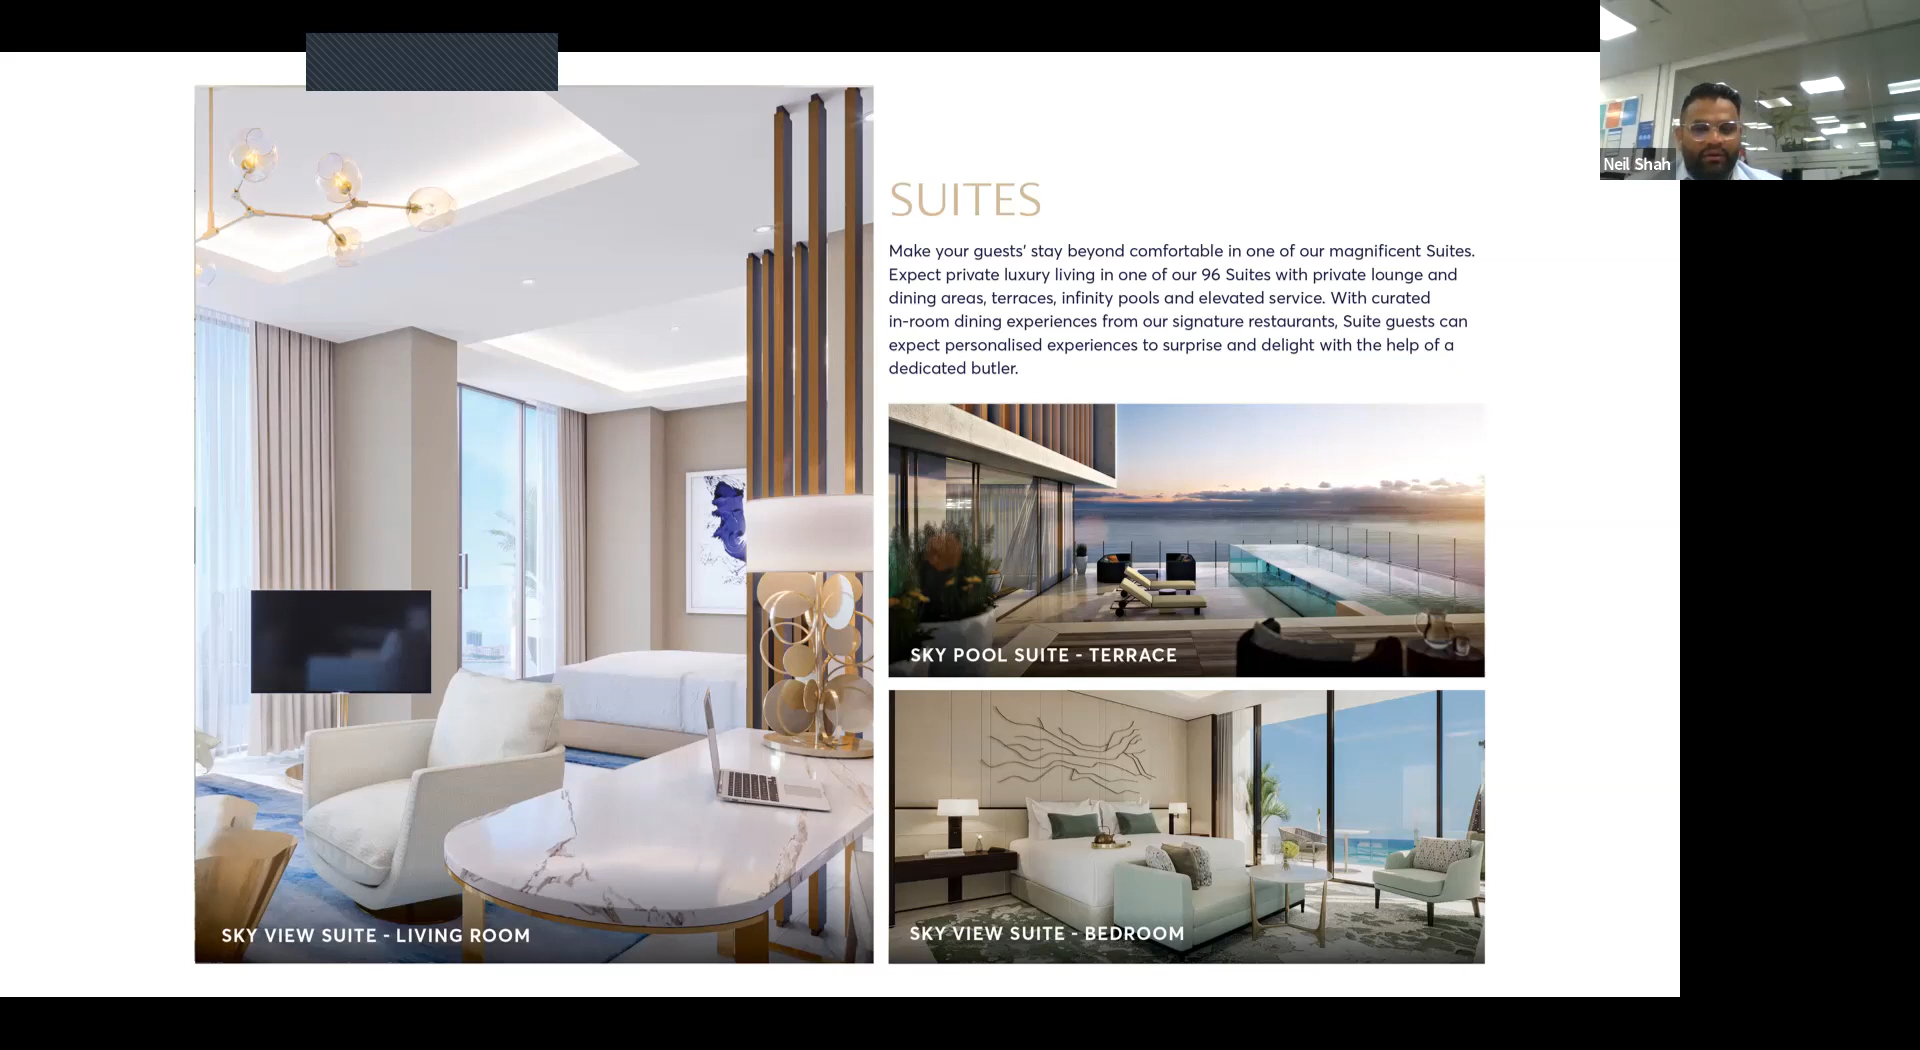 Neil Shah
SUITES
Make your guests' stay beyond comfortable in one of our magnificent Suites.
Expect private luxury living in one of our 96 Suites with private lounge and
dining areas, terraces, infinity pools and elevated service. With curated
in-room dining experiences from our signature restaurants, Suite guests can
expect personalised experiences to surprise and delight with the help of a
dedicated butler.
SKY POOL SUITE - TERRACE
SKY VIEW SUITE - LIVING ROOM
SKY VIEW SUITE - BEDROOM